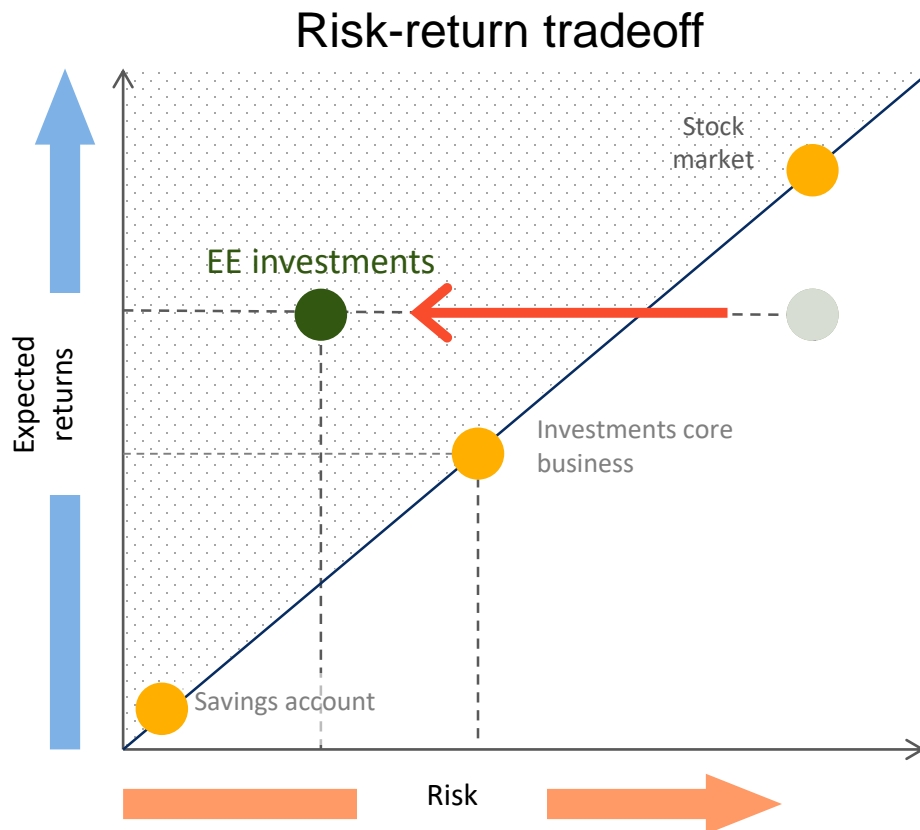 Risk-return tradeoff
Stock
market
EE investments
Expected
returns
Investments core
business
Savings account
Risk